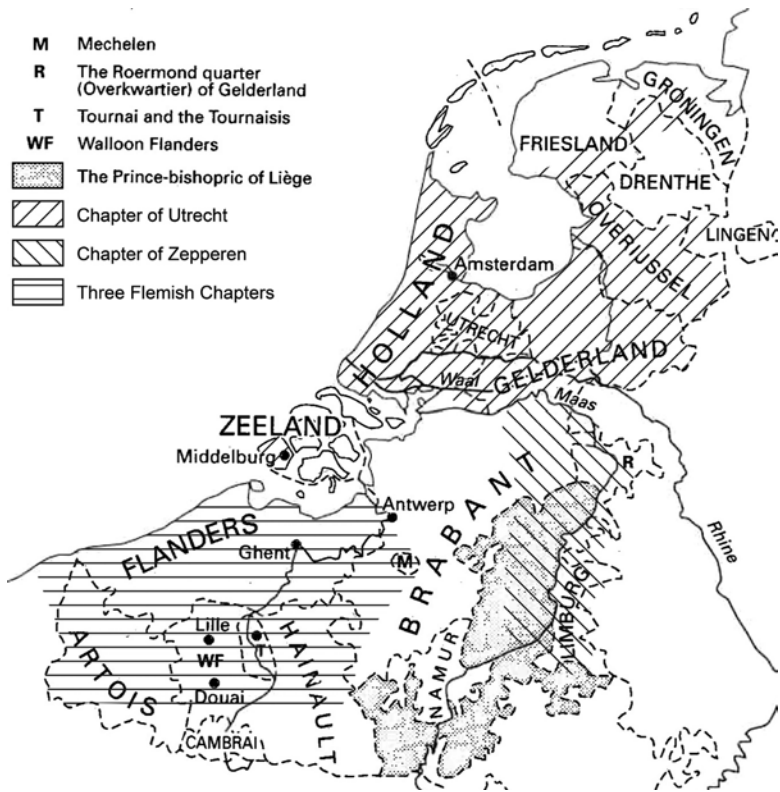 M Mechelen
R The Roermond quarter
(Overkwartier) of Gelderland
T Tournai and the Tournaisis
WF Walloon Flanders
The Prince-bishopric of Liège
Chapter of Utrecht
Chapter of Zepperen
Three Flemish Chapters
GRONINGEN
FRIESLAND
DRENTHE
OVERIJSSEL
LINGEN
HOLLAND
Amsterdam
UTRECHT
GELDERLAND
Waal
Maas
ZEELAND
Middelburg
R
Rhine
Antwerp
BRABANT
FLANDERS
Ghent
M
LIMBURG
Lille
WF
T
HAINAULT
ARTOIS
Douai
NAMUR
CAMBRAI